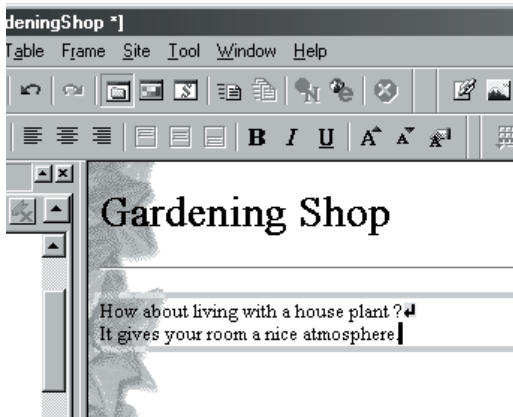 deningShop *]
Table Frame Site Tool Window Help
B I U A A
Gardening Shop
How about living with a house plant ?
It gives your room a nice atmosphere.